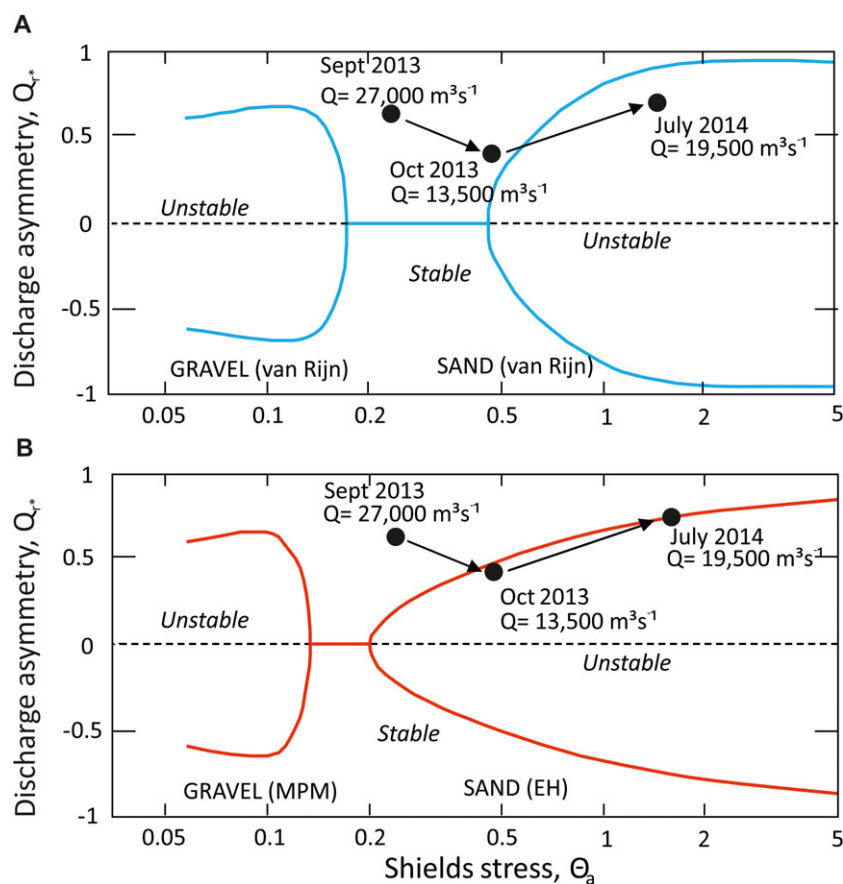 A
Discharge asymmetry, Qr*
1
0.5
0
-0.5
-1
Sept 2013
Q= 27,000 m³s⁻¹
Oct 2013
Q= 13,500 m³s⁻¹
July 2014
Q= 19,500 m³s⁻¹
Unstable
Unstable
Stable
GRAVEL (van Rijn)
SAND (van Rijn)
0.05 0.1 0.2 0.5 1 2 5
B
Discharge asymmetry, Qr*
1
0.5
0
-0.5
-1
Sept 2013
Q= 27,000 m³s⁻¹
Oct 2013
Q= 13,500 m³s⁻¹
July 2014
Q= 19,500 m³s⁻¹
Unstable
Unstable
Stable
GRAVEL (MPM)
SAND (EH)
0.05 0.1 0.2 0.5 1 2 5
Shields stress, Θa